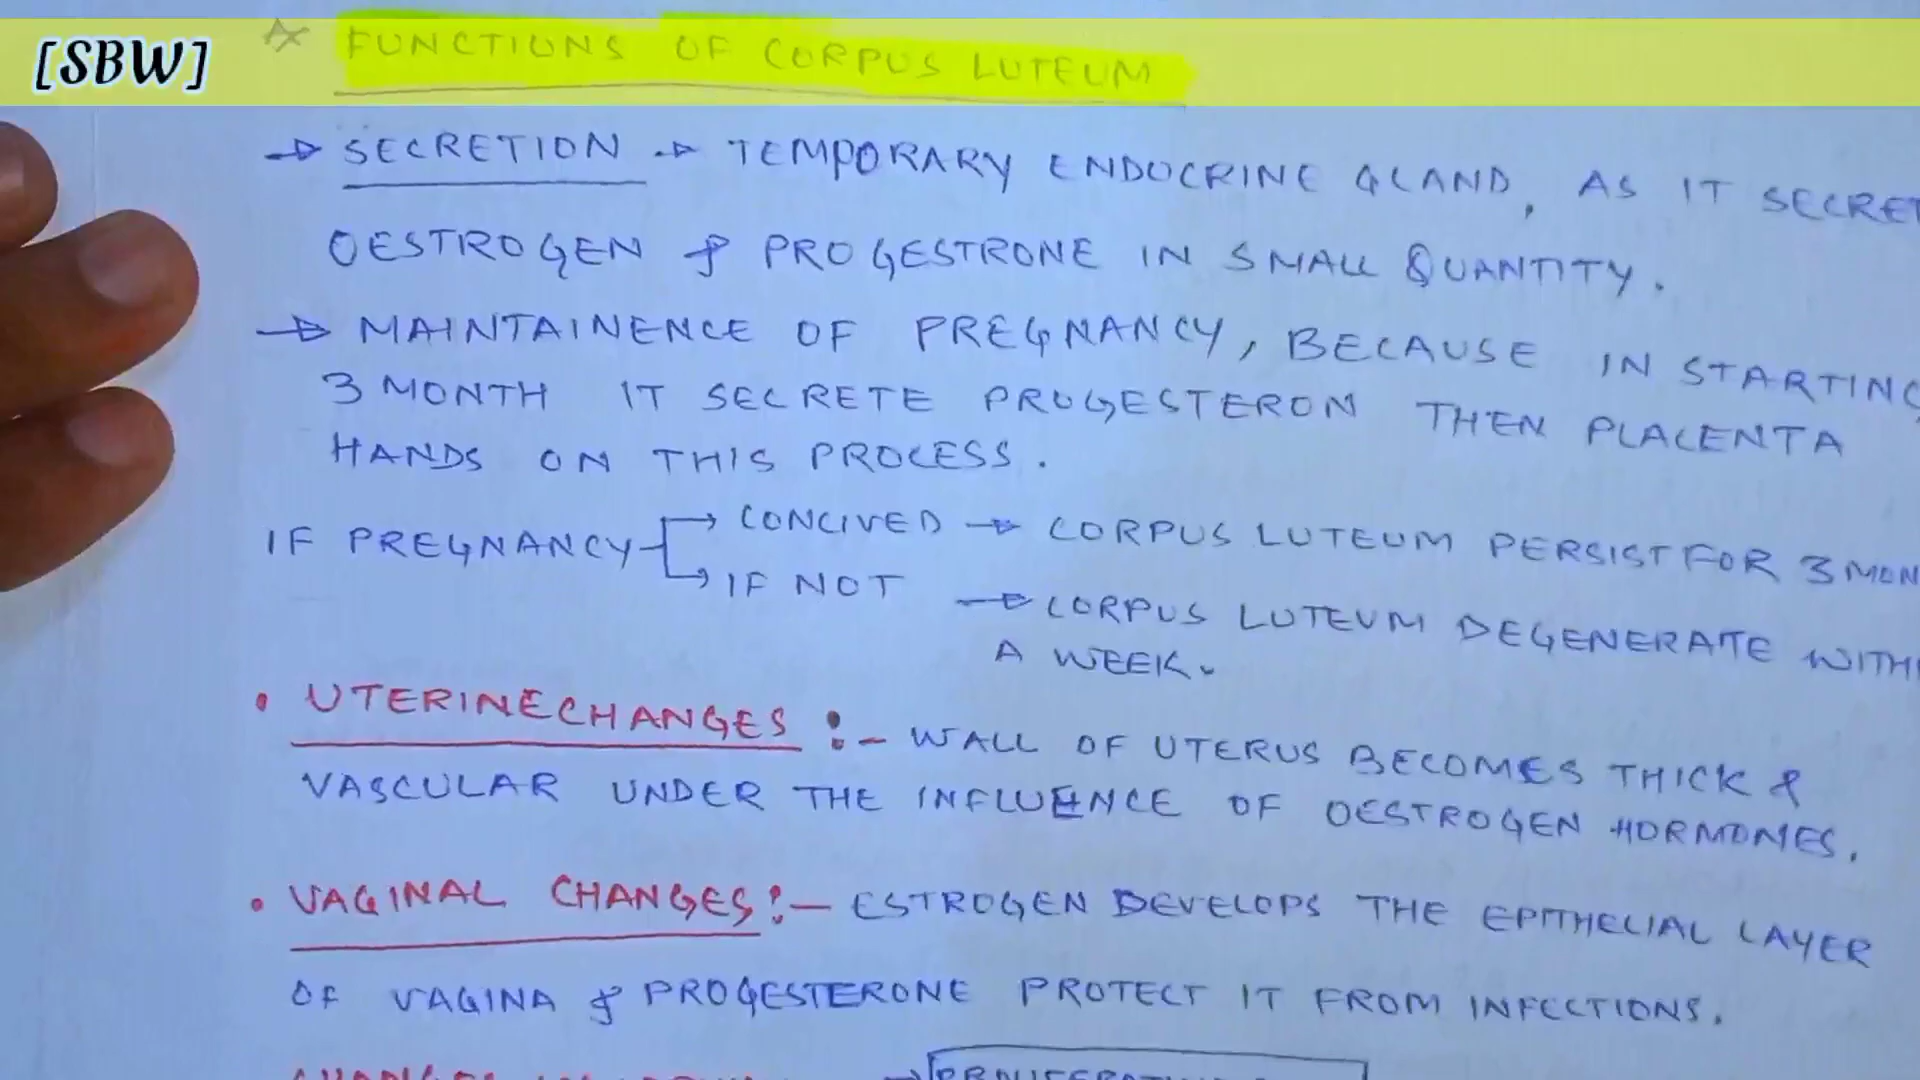 [SBW]
FUNCTIONS OF CORPUS LUTEUM
SECRETION → TEMPORARY ENDOCRINE GLAND, AS IT SECRET
OESTROGEN & PROGESTRONE IN SMALL QUANTITY.
→ MAINTAINENCE OF PREGNANCY, BECAUSE IN STARTING
3 MONTH IT SECRETE PROGESTERON THEN PLACENTA
HANDS ON THIS PROCESS.
IF PREGNANCY → CONCIVED → CORPUS LUTEUM PERSIST FOR 3 MON
→ IF NOT → CORPUS LUTEUM DEGENERATE WITHI
A WEEK.
• UTERINE CHANGES :- WALL OF UTERUS BECOMES THICK &
VASCULAR UNDER THE INFLUENCE OF OESTROGEN HORMONES.
• VAGINAL CHANGES :- ESTROGEN DEVELOPS THE EPITHELIAL LAYER
OF VAGINA & PROGESTERONE PROTECT IT FROM INFECTIONS.